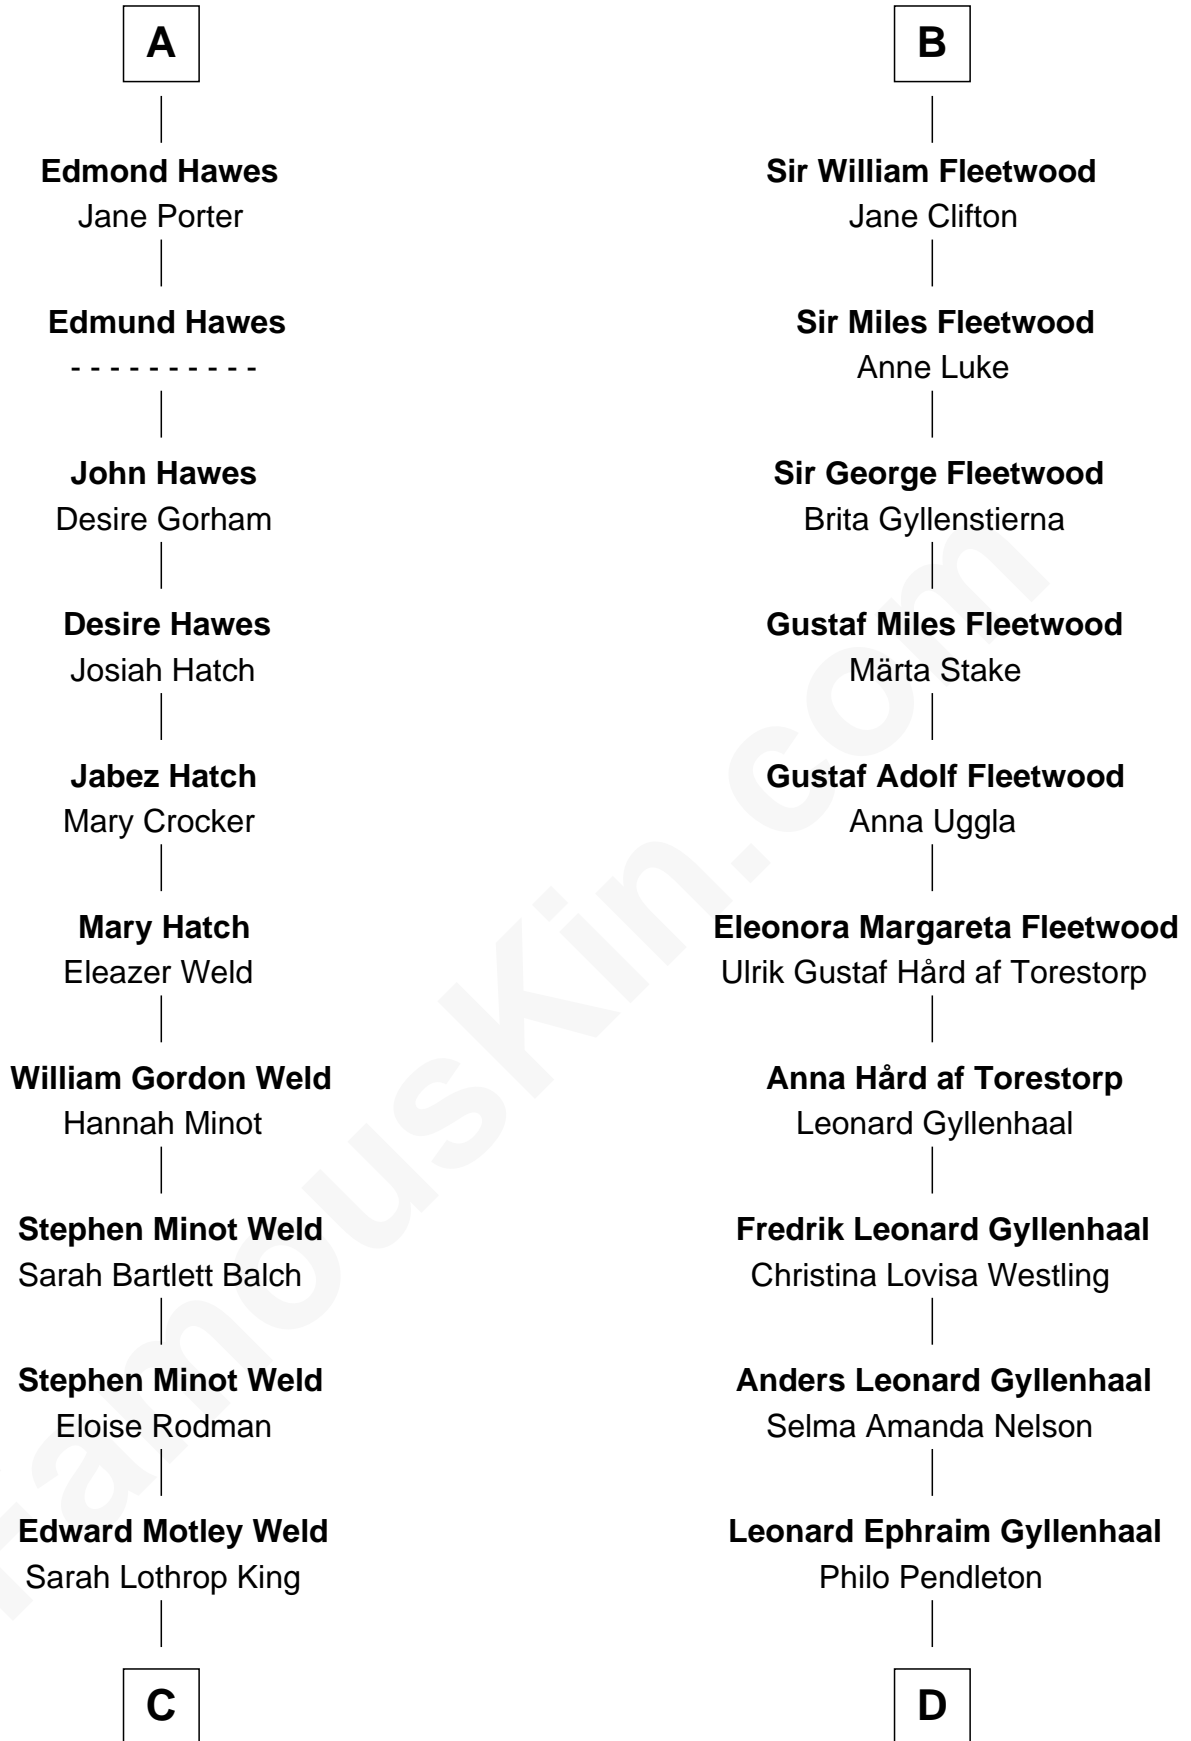 A
Edmond Hawes
Jane Porter
Edmund Hawes
- - - - - - - - - -
John Hawes
Desire Gorham
Desire Hawes
Josiah Hatch
Jabez Hatch
Mary Crocker
Mary Hatch
Eleazer Weld
William Gordon Weld
Hannah Minot
Stephen Minot Weld
Sarah Bartlett Balch
Stephen Minot Weld
Eloise Rodman
Edward Motley Weld
Sarah Lothrop King
C
B
Sir William Fleetwood
Jane Clifton
Sir Miles Fleetwood
Anne Luke
Sir George Fleetwood
Brita Gyllenstierna
Gustaf Miles Fleetwood
Märta Stake
Gustaf Adolf Fleetwood
Anna Uggla
Eleonora Margareta Fleetwood
Ulrik Gustaf Hård af Torestorp
Anna Hård af Torestorp
Leonard Gyllenhaal
Fredrik Leonard Gyllenhaal
Christina Lovisa Westling
Anders Leonard Gyllenhaal
Selma Amanda Nelson
Leonard Ephraim Gyllenhaal
Philo Pendleton
D
FamousKin.com